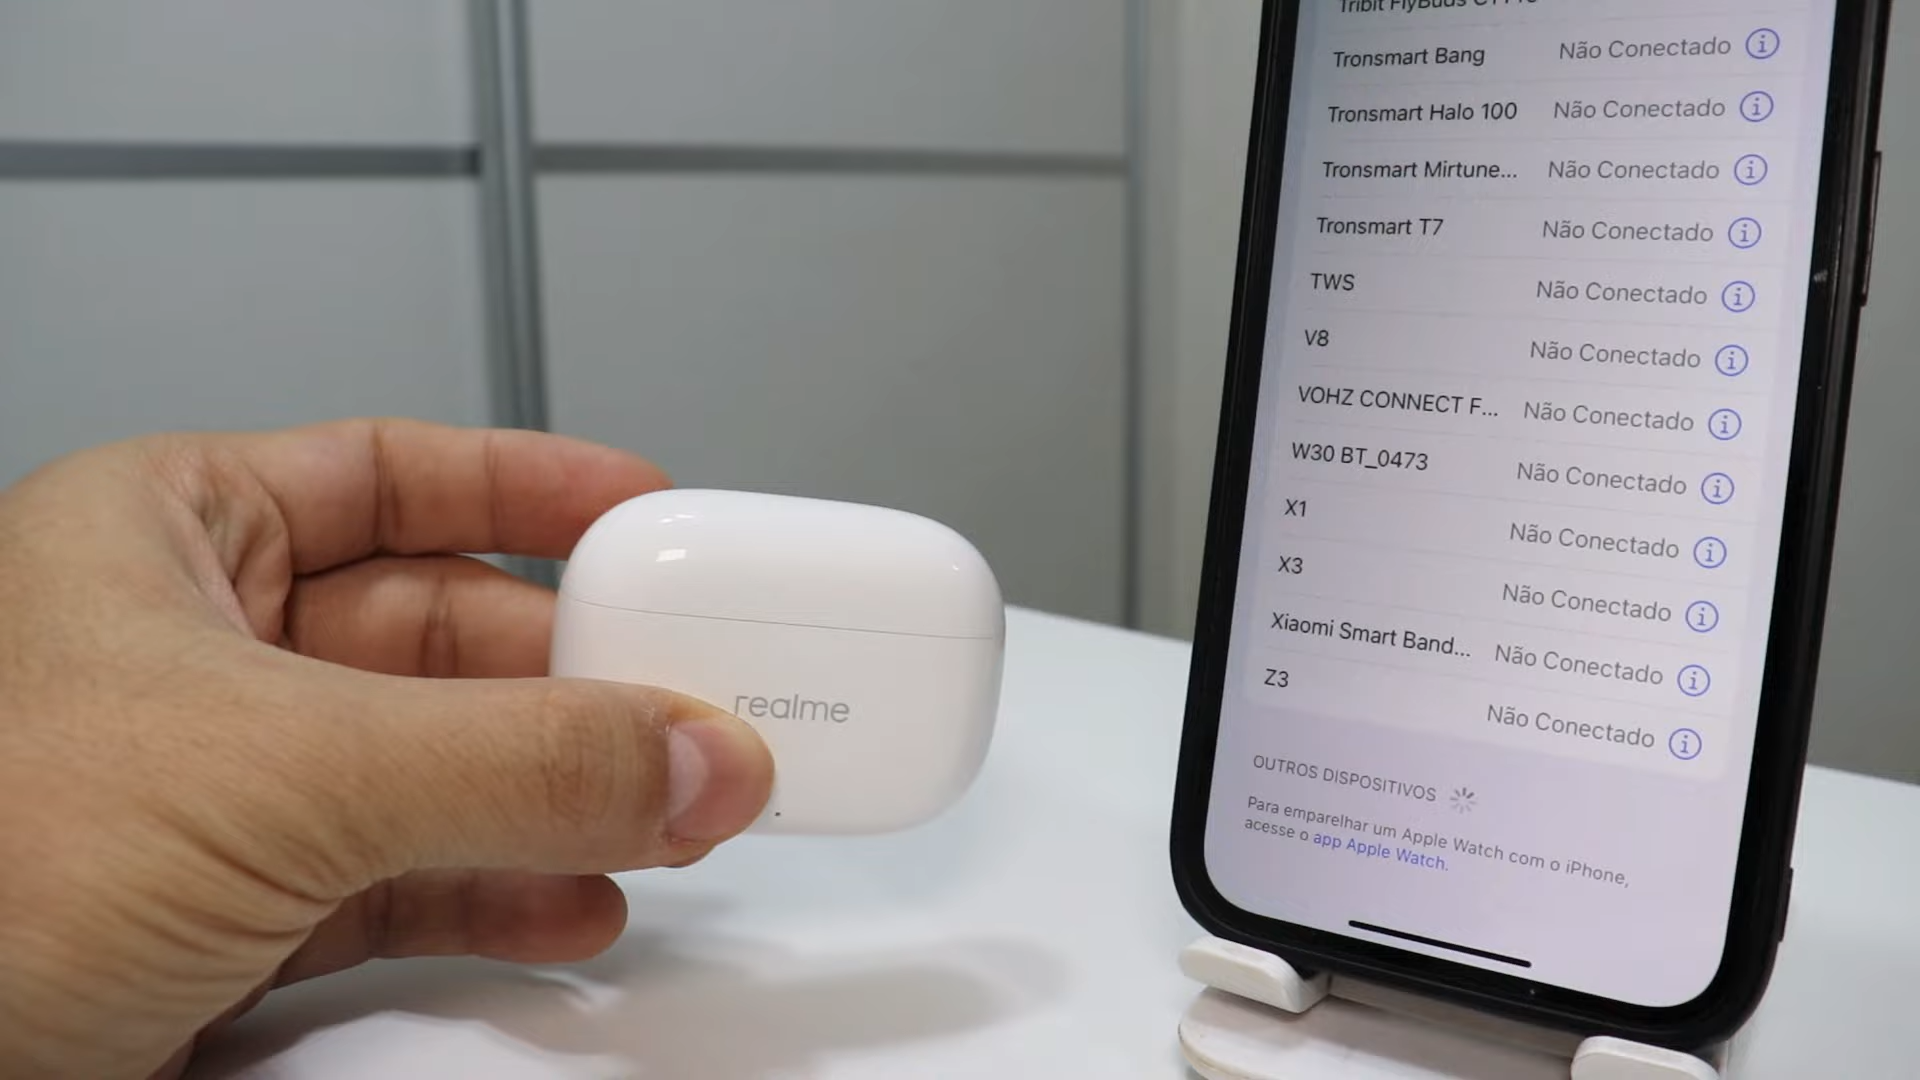 Tribit FlyBuds
Tronsmart Bang Não Conectado
Tronsmart Halo 100 Não Conectado
Tronsmart Mirtune... Não Conectado
Tronsmart T7 Não Conectado
TWS Não Conectado
V8 Não Conectado
VOHZ CONNECT F... Não Conectado
W30 BT_0473 Não Conectado
X1 Não Conectado
X3 Não Conectado
Xiaomi Smart Band... Não Conectado
Z3 Não Conectado
OUTROS DISPOSITIVOS
Para emparelhar um Apple Watch com o iPhone,
acesse o app Apple Watch.
realme